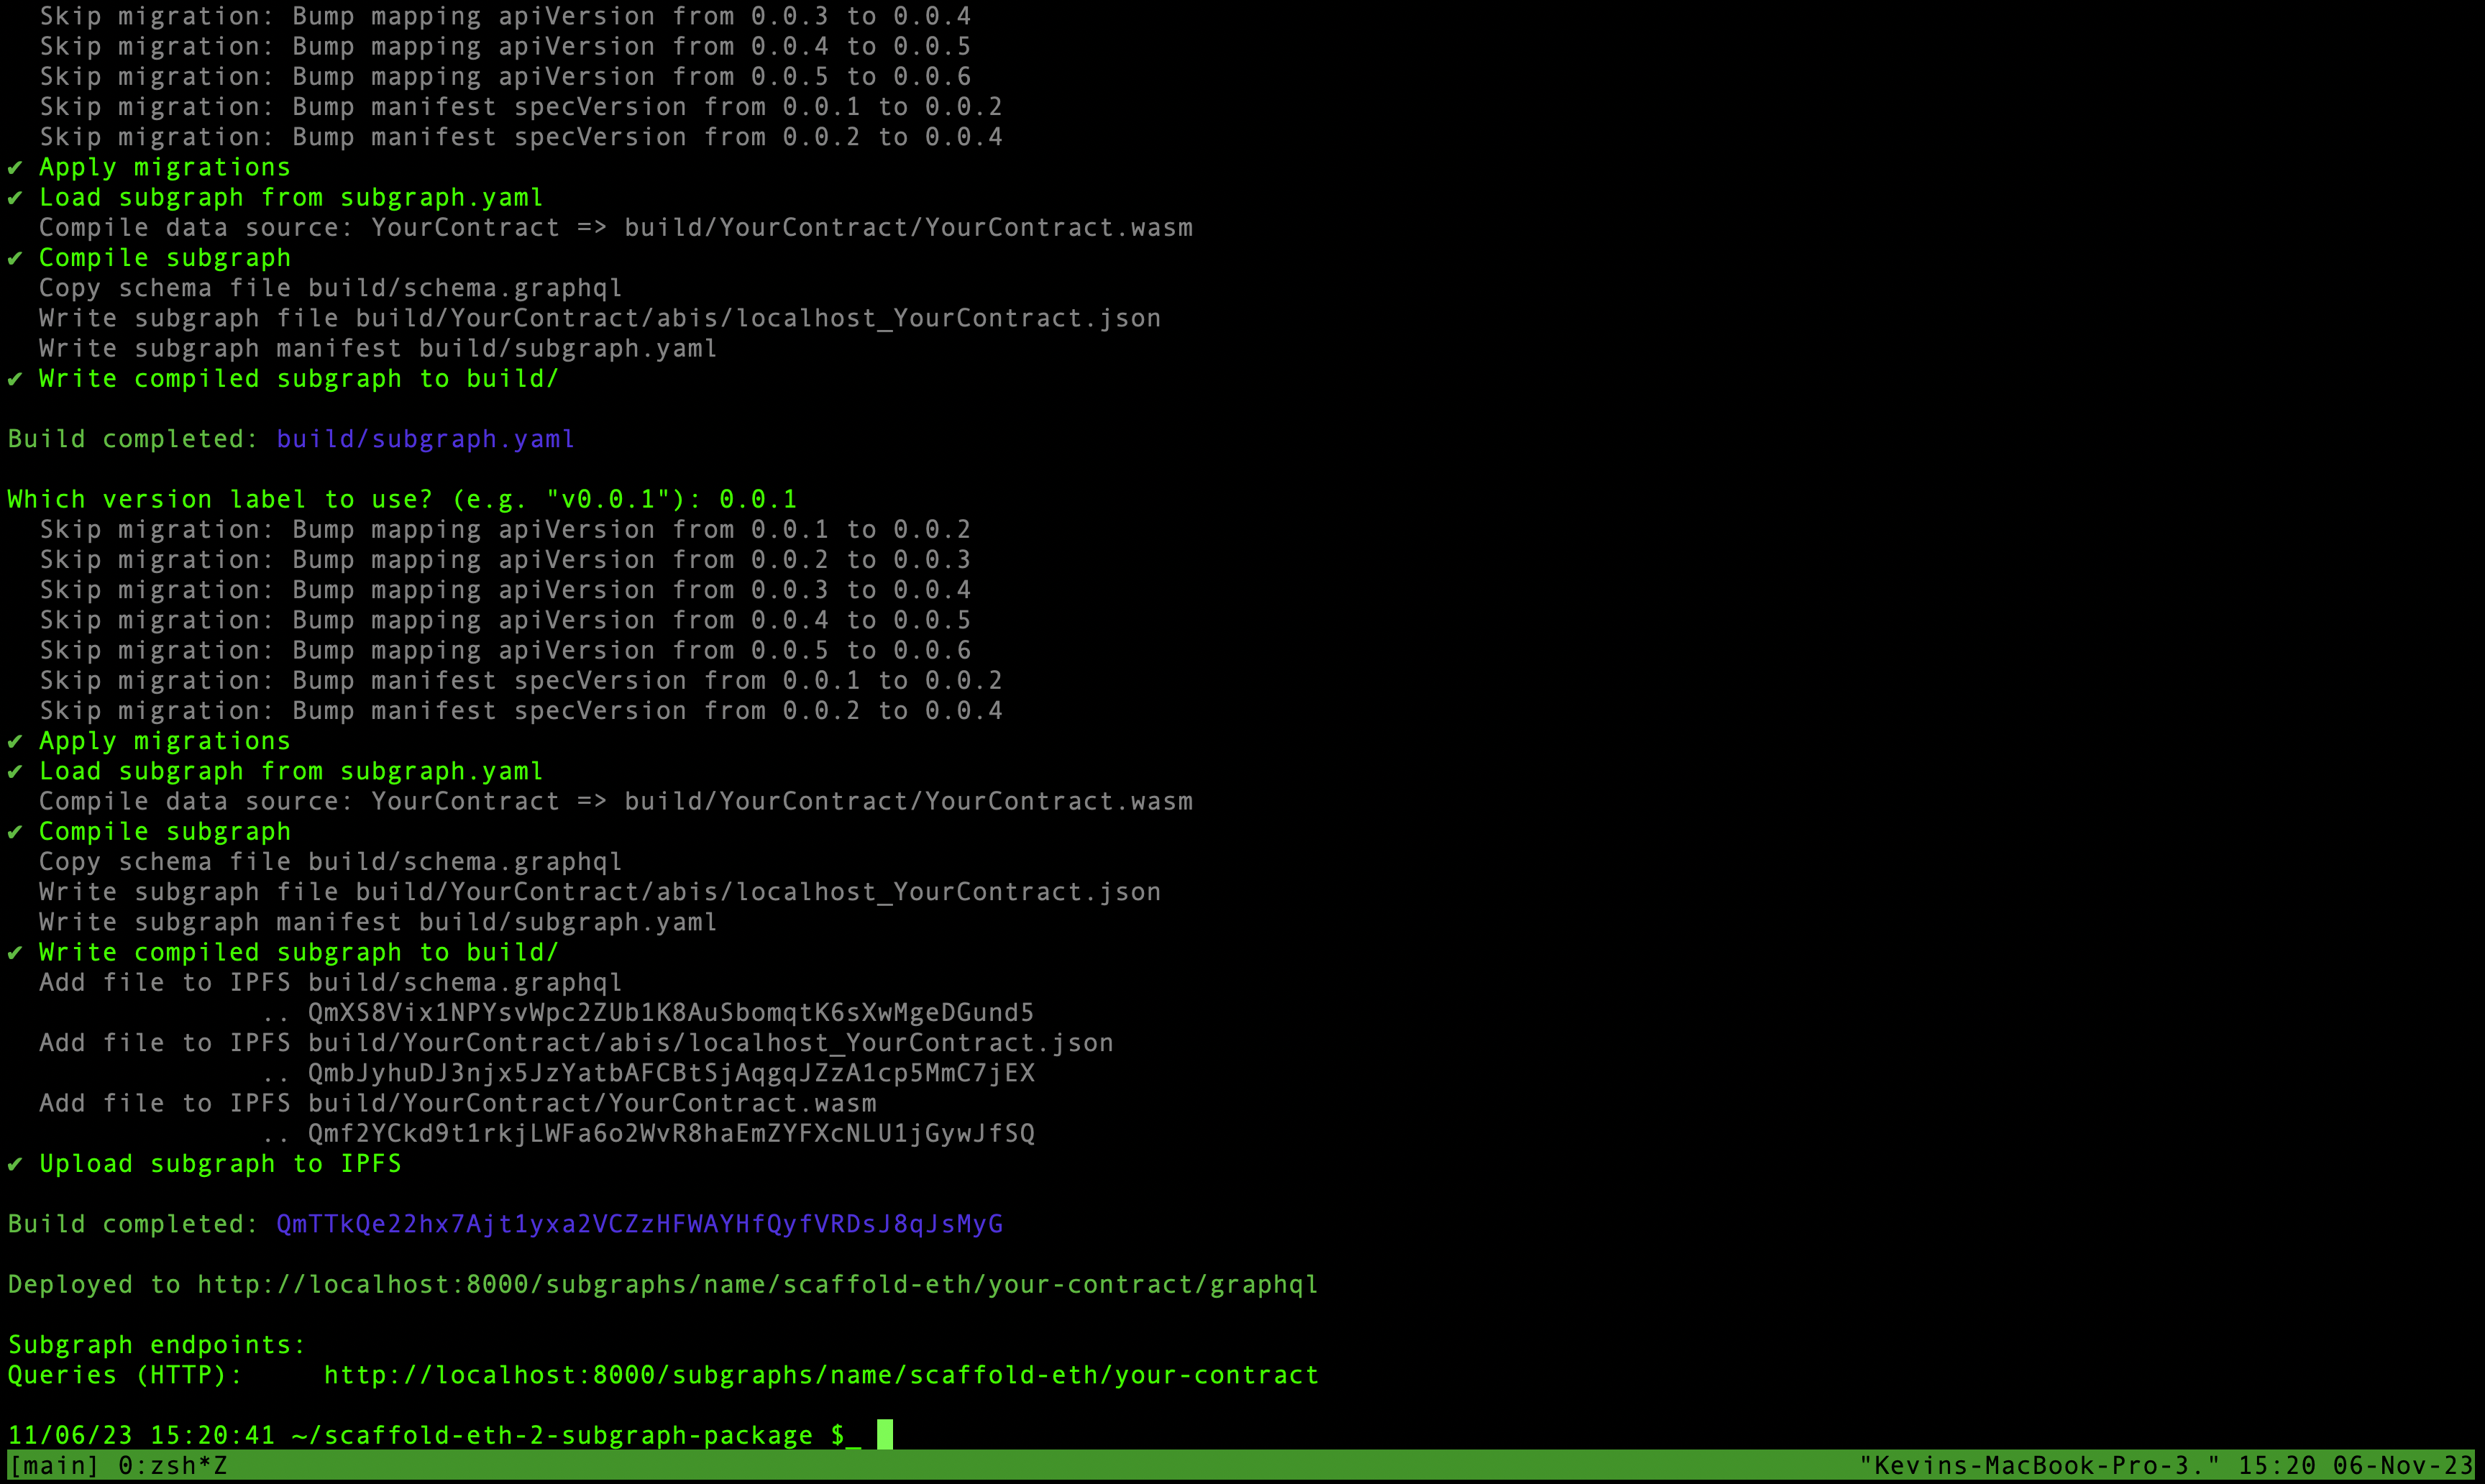 Skip migration: Bump mapping apiVersion from 0.0.3 to 0.0.4
Skip migration: Bump mapping apiVersion from 0.0.4 to 0.0.5
Skip migration: Bump mapping apiVersion from 0.0.5 to 0.0.6
Skip migration: Bump manifest specVersion from 0.0.1 to 0.0.2
Skip migration: Bump manifest specVersion from 0.0.2 to 0.0.4
✔ Apply migrations
✔ Load subgraph from subgraph.yaml
Compile data source: YourContract => build/YourContract/YourContract.wasm
✔ Compile subgraph
Copy schema file build/schema.graphql
Write subgraph file build/YourContract/abis/localhost_YourContract.json
Write subgraph manifest build/subgraph.yaml
✔ Write compiled subgraph to build/
Build completed: build/subgraph.yaml
Which version label to use? (e.g. "v0.0.1"): 0.0.1
Skip migration: Bump mapping apiVersion from 0.0.1 to 0.0.2
Skip migration: Bump mapping apiVersion from 0.0.2 to 0.0.3
Skip migration: Bump mapping apiVersion from 0.0.3 to 0.0.4
Skip migration: Bump mapping apiVersion from 0.0.4 to 0.0.5
Skip migration: Bump mapping apiVersion from 0.0.5 to 0.0.6
Skip migration: Bump manifest specVersion from 0.0.1 to 0.0.2
Skip migration: Bump manifest specVersion from 0.0.2 to 0.0.4
✔ Apply migrations
✔ Load subgraph from subgraph.yaml
Compile data source: YourContract => build/YourContract/YourContract.wasm
✔ Compile subgraph
Copy schema file build/schema.graphql
Write subgraph file build/YourContract/abis/localhost_YourContract.json
Write subgraph manifest build/subgraph.yaml
✔ Write compiled subgraph to build/
Add file to IPFS build/schema.graphql
.. QmXS8Vix1NPYsvWpc2ZUb1K8AuSbomqtK6sXwMgeDGund5
Add file to IPFS build/YourContract/abis/localhost_YourContract.json
.. QmbJyhuDJ3njx5JzYatbAFCBtSjAqgqJZzA1cp5MmC7jEX
Add file to IPFS build/YourContract/YourContract.wasm
.. Qmf2YCkd9t1rkjLWFa6o2WvR8haEmZYFXcNLU1jGywJfSQ
✔ Upload subgraph to IPFS
Build completed: QmTTkQe22hx7Ajt1yxa2VCZzHFWAYHfQyfVRDsJ8qJsMyG
Deployed to http://localhost:8000/subgraphs/name/scaffold-eth/your-contract/graphql
Subgraph endpoints:
Queries (HTTP):     http://localhost:8000/subgraphs/name/scaffold-eth/your-contract
11/06/23 15:20:41 ~/scaffold-eth-2-subgraph-package $_
[main] 0:zsh*Z "Kevins-MacBook-Pro-3." 15:20 06-Nov-23